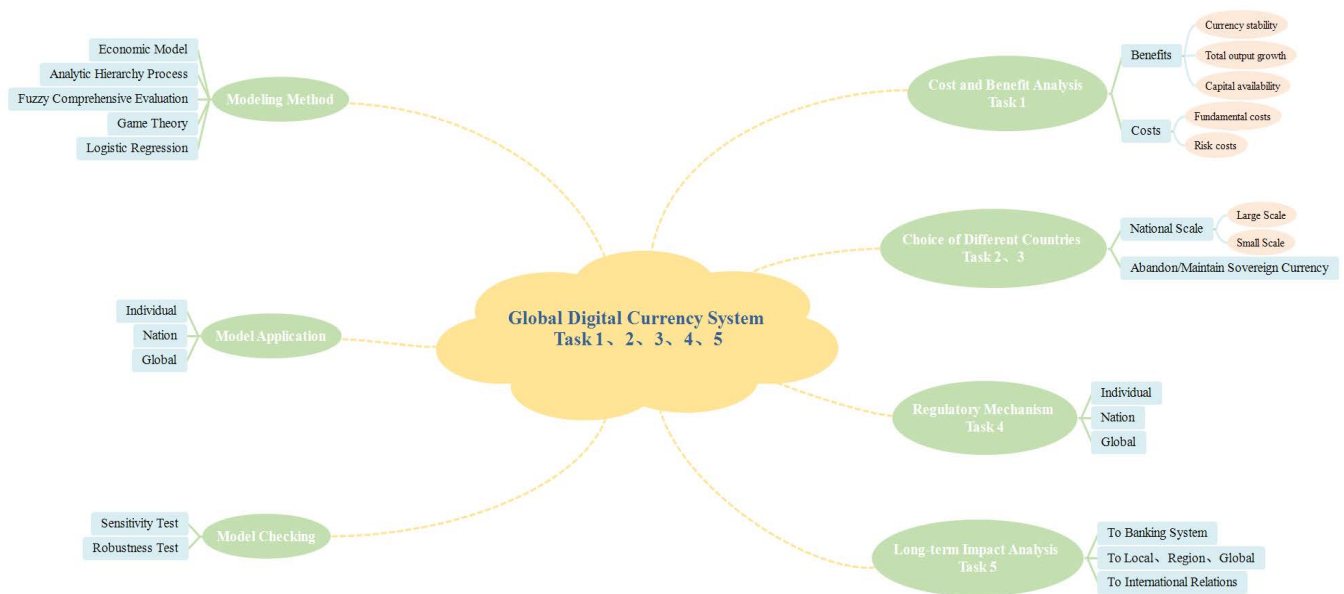 Economic Model
Analytic Hierarchy Process
Fuzzy Comprehensive Evaluation
Game Theory
Logistic Regression
Modeling Method
Individual
Nation
Global
Model Application
Sensitivity Test
Robustness Test
Model Checking
Global Digital Currency System
Task 1、2、3、4、5
Cost and Benefit Analysis
Task 1
Benefits
Currency stability
Total output growth
Capital availability
Costs
Fundamental costs
Risk costs
Choice of Different Countries
Task 2、3
National Scale
Large Scale
Small Scale
Abandon/Maintain Sovereign Currency
Regulatory Mechanism
Task 4
Individual
Nation
Global
Long-term Impact Analysis
Task 5
To Banking System
To Local、Region、Global
To International Relations